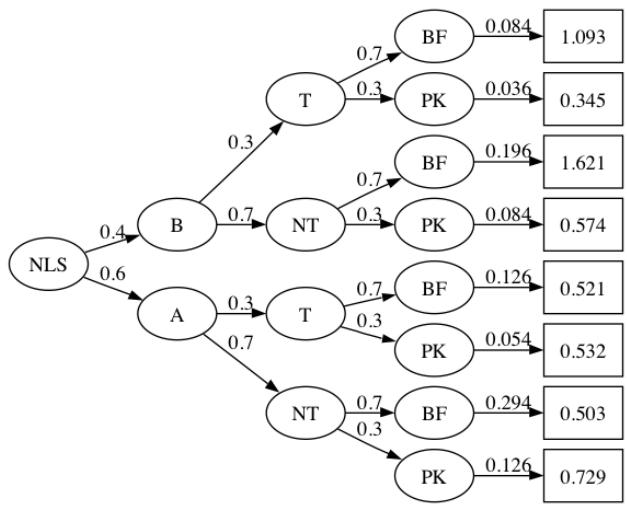 BF 0.084 1.093
0.7
T 0.3 PK 0.036 0.345
0.3
BF 0.196 1.621
0.7
B 0.7 NT 0.3 PK 0.084 0.574
0.4
NLS
0.6
BF 0.126 0.521
0.7
A 0.3 T
0.3
PK 0.054 0.532
0.7
NT 0.7 BF 0.294 0.503
0.3
PK 0.126 0.729